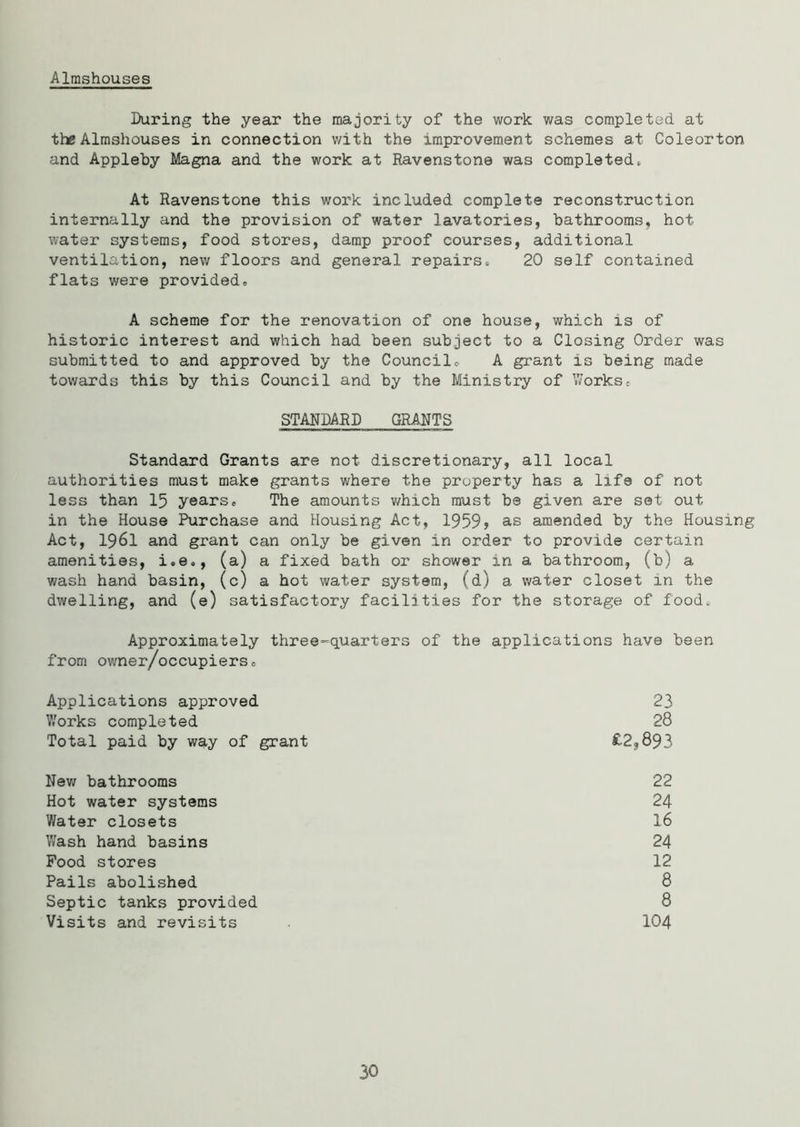 Almshouses
During the year the majority of the work was completed at
the Almshouses in connection with the improvement schemes at Coleorton
and Appleby Magna and the work at Ravenstone was completed.
At Ravenstone this work included complete reconstruction
internally and the provision of water lavatories, bathrooms, hot
water systems, food stores, damp proof courses, additional
ventilation, new floors and general repairs. 20 self contained
flats were provided.
A scheme for the renovation of one house, which is of
historic interest and which had been subject to a Closing Order was
submitted to and approved by the Council. A grant is being made
towards this by this Council and by the Ministry of Works.
STANDARD GRANTS
Standard Grants are not discretionary, all local
authorities must make grants where the property has a life of not
less than 15 years. The amounts which must be given are set out
in the House Purchase and Housing Act, 1959, as amended by the Housing
Act, 1961 and grant can only be given in order to provide certain
amenities, i.e., (a) a fixed bath or shower in a bathroom, (b) a
wash hand basin, (c) a hot water system, (d) a water closet in the
dwelling, and (e) satisfactory facilities for the storage of food.
Approximately three-quarters of the applications have been
from owner/occupiers.
Applications approved 23
Works completed 28
Total paid by way of grant £2,893
New bathrooms 22
Hot water systems 24
Water closets 16
Wash hand basins 24
Food stores 12
Pails abolished 8
Septic tanks provided 8
Visits and revisits 104
30